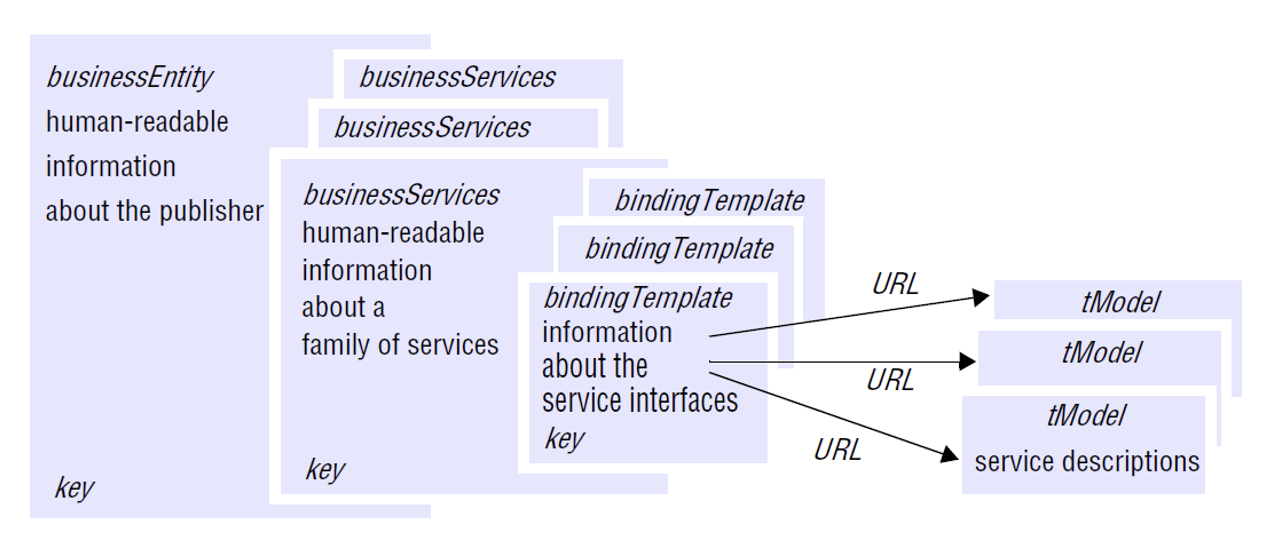 businessEntity
human-readable
information
about the publisher
key
businessServices
businessServices
businessServices
human-readable
information
about a
family of services
key
bindingTemplate
bindingTemplate
bindingTemplate
information
about the
service interfaces
key
URL
URL
URL
tModel
tModel
tModel
service descriptions